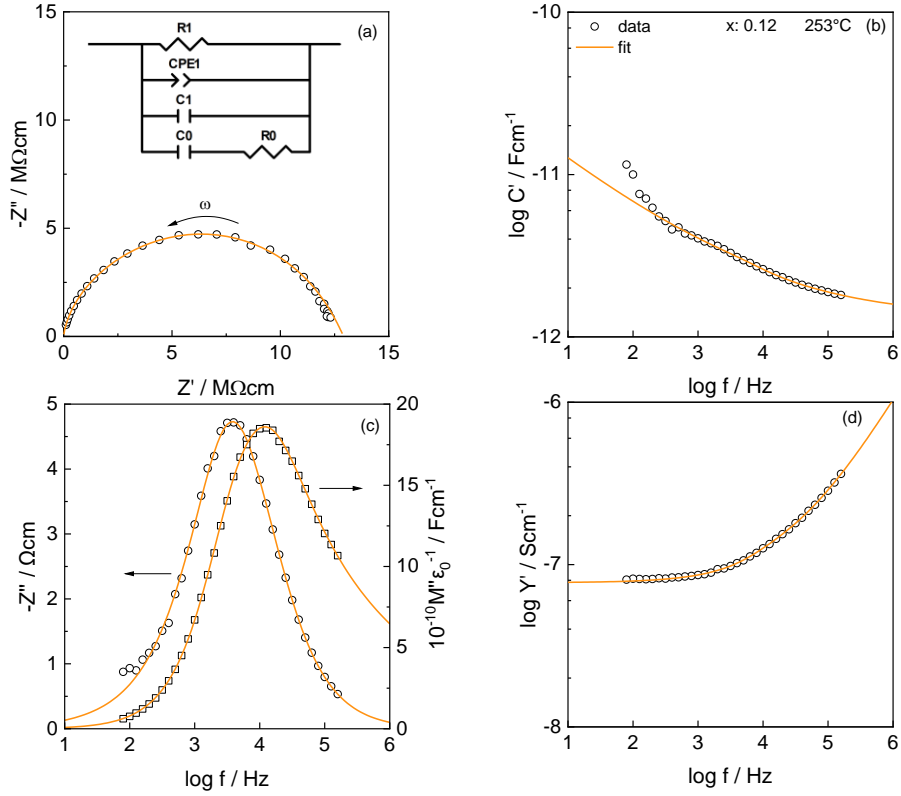 (a)
R1
CPE1
C1
C0 R0
ω
-Z'' / MΩcm
15
10
5
0
0 5 10 15
Z' / MΩcm
data
fit
x: 0.12 253°C (b)
log C' / Fcm⁻¹
-10
-11
-12
1 2 3 4 5 6
log f / Hz
(c)
-Z'' / Ωcm
5
4
3
2
1
0
20
15
10
5
0
10⁻¹⁰M''ε₀⁻¹ / Fcm⁻¹
1 2 3 4 5 6
log f / Hz
(d)
log Y' / Scm⁻¹
-6
-7
-8
1 2 3 4 5 6
log f / Hz